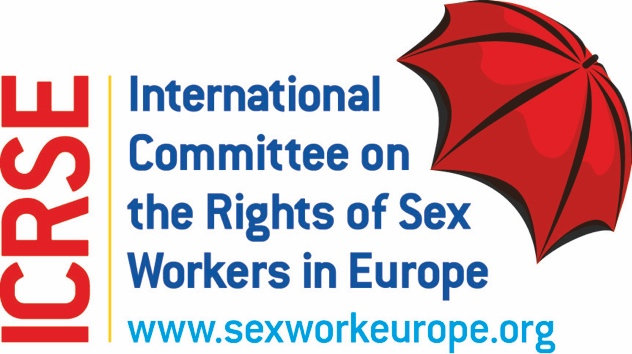 ICRSE
International
Committee on
the Rights of Sex
Workers in Europe
www.sexworkeurope.org